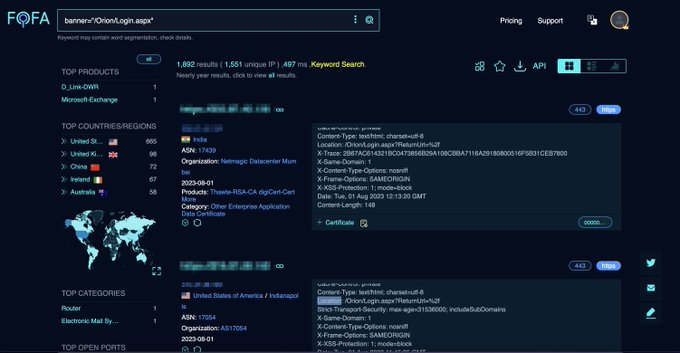 FOFA
banner="/Orion/Login.aspx"
Keyword may contain word segmentation, check details.
Pricing
Support
all
1,892 results ( 1,551 unique IP ) ,497 ms ,Keyword Search.
Nearly year results, click to view all results.
API
TOP PRODUCTS
D_Link-DWR 1
Microsoft-Exchange 1
TOP COUNTRIES/REGIONS
United St... 665
United Ki... 98
China 72
Ireland 67
Australia 58
TOP CATEGORIES
Router 1
Electronic Mail Sy... 1
TOP OPEN PORTS
443 https
India
ASN: 17439
Organization: Netmagic Datacenter Mum
bai
2023-08-01
Products: Thawte-RSA-CA digiCert-Cert
More
Category: Other Enterprise Application
Data Certificate
Cache-Control: private
Content-Type: text/html; charset=utf-8
Location: /Orion/Login.aspx?ReturnUrl=%2f
X-Same-Domain: 1
X-Content-Type-Options: nosniff
X-Frame-Options: SAMEORIGIN
X-XSS-Protection: 1; mode=block
Date: Tue, 01 Aug 2023 12:13:20 GMT
Content-Length: 148
+ Certificate
443 https
United States of America / Indianapol
is
ASN: 17054
Organization: AS17054
2023-08-01
Cache-Control: private
Content-Type: text/html; charset=utf-8
Location: /Orion/Login.aspx?ReturnUrl=%2f
Strict-Transport-Security: max-age=31536000; includeSubDomains
X-Same-Domain: 1
X-Content-Type-Options: nosniff
X-Frame-Options: SAMEORIGIN
X-XSS-Protection: 1; mode=block